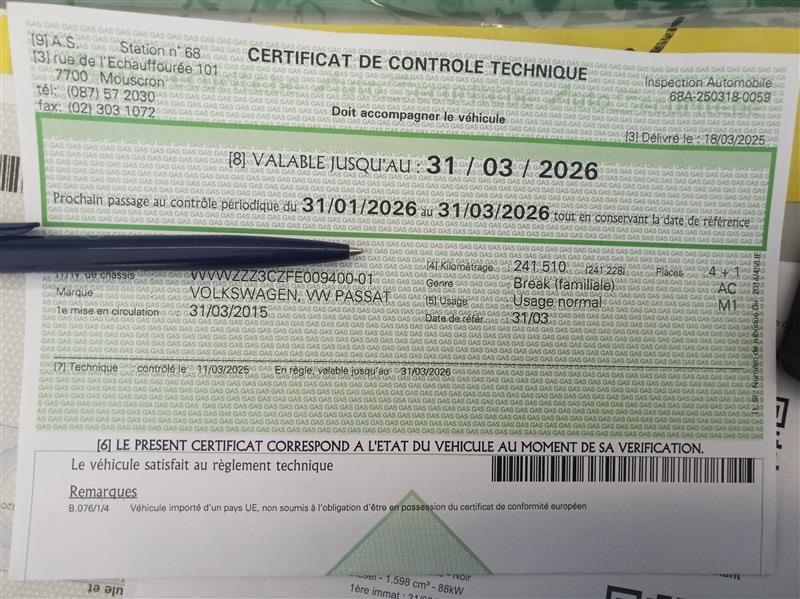 [9] A.S. Station n° 68
[3] rue de l'Echauffourée 101
7700 Mouscron
tél: (087) 57 2030
fax: (02) 303 1072
CERTIFICAT DE CONTROLE TECHNIQUE
Doit accompagner le véhicule
Inspection Automobile
68A-250318-0059
[3] Délivré le : 18/03/2025
[8] VALABLE JUSQU'AU : 31 / 03 / 2026
Prochain passage au contrôle périodique du 31/01/2026 au 31/03/2026 tout en conservant la date de référence
N° de chassis : WVWZZZ3CZFE009400-01
Marque : VOLKSWAGEN, VW PASSAT
1e mise en circulation : 31/03/2015
[4] Kilométrage : 241 510 (241 228) Places 4 + 1
Genre : Break (familiale) AC
[5] Usage : Usage normal M1
Date de référ. : 31/03
[7] Technique : contrôlé le 11/03/2025 En règle, valable jusqu'au 31/03/2026
[6] LE PRESENT CERTIFICAT CORRESPOND A L'ETAT DU VEHICULE AU MOMENT DE SA VERIFICATION.
Le véhicule satisfait au règlement technique
Remarques
B.076/1/4 Véhicule importé d'un pays UE, non soumis à l'obligation d'être en possession du certificat de conformité européen
- Noir
- 1.598 cm³ - 88kW
1ère immat :